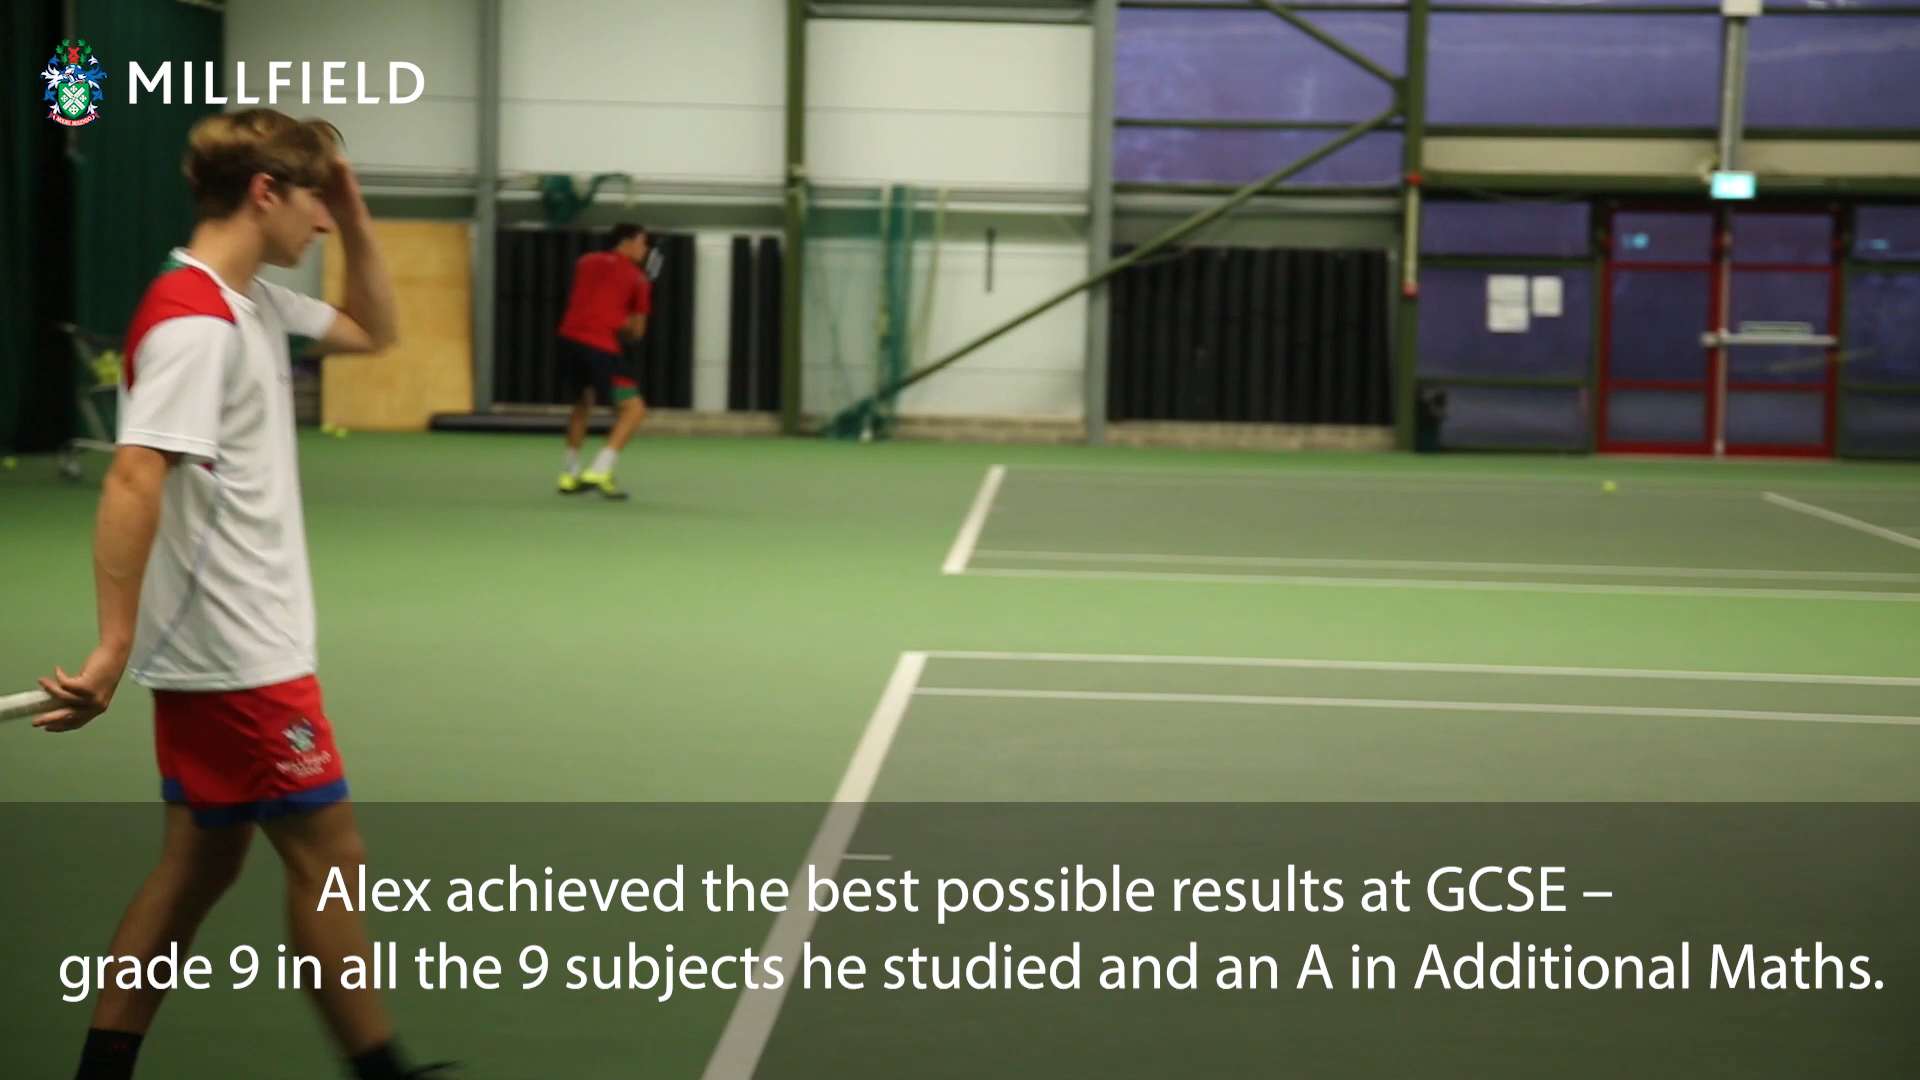 MILLFIELD
Alex achieved the best possible results at GCSE –
grade 9 in all the 9 subjects he studied and an A in Additional Maths.